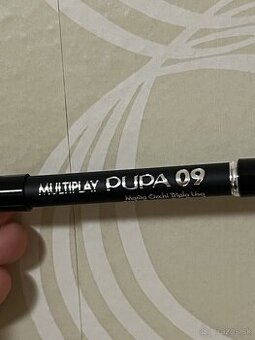 MULTIPLAY PUPA 09
Matita Occhi Triplo Uso